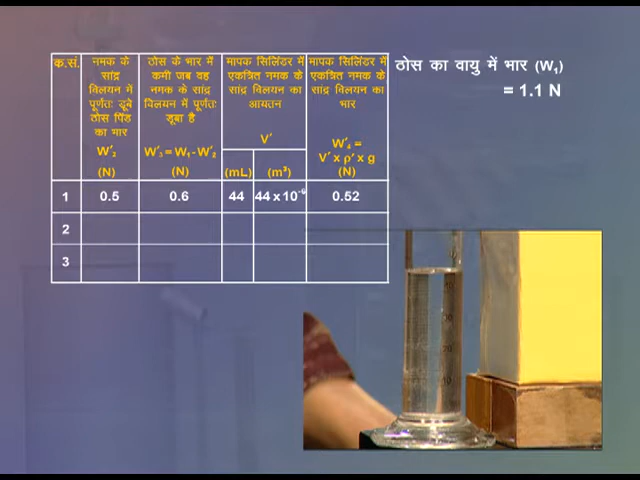 क्र.सं.
नमक के
सांद्र
विलयन में
पूर्णतः डूबे
ठोस पिंड
का भार
W′₂
(N)
ठोस के भार में
कमी जब वह
नमक के सांद्र
विलयन में पूर्णतः
डूबा है
W′₃ = W₁ - W′₂
(N)
मापक सिलिंडर में
एकत्रित नमक के
सांद्र विलयन का
आयतन
V′
(mL) (m³)
मापक सिलिंडर में
एकत्रित नमक के
सांद्र विलयन का
भार
W′₄ =
V′ x ρ′ x g
(N)
1 0.5 0.6 44 44 x 10⁻⁶ 0.52
2
3
ठोस का वायु में भार (W₁)
= 1.1 N